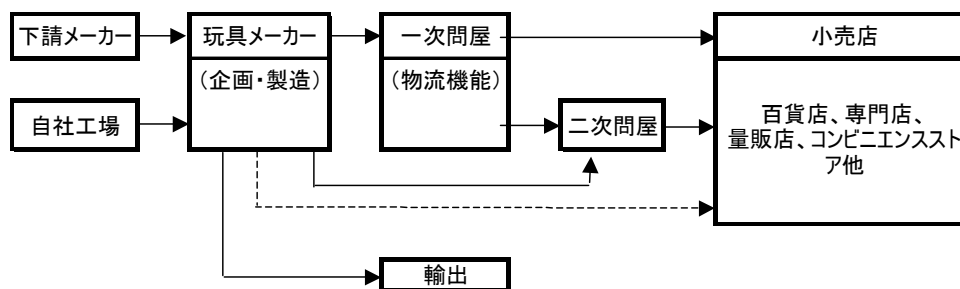 下請メーカー
玩具メーカー
一次問屋
小売店
(企画・製造)
(物流機能)
自社工場
二次問屋
百貨店、専門店、
量販店、コンビニエンススト
ア他
輸出